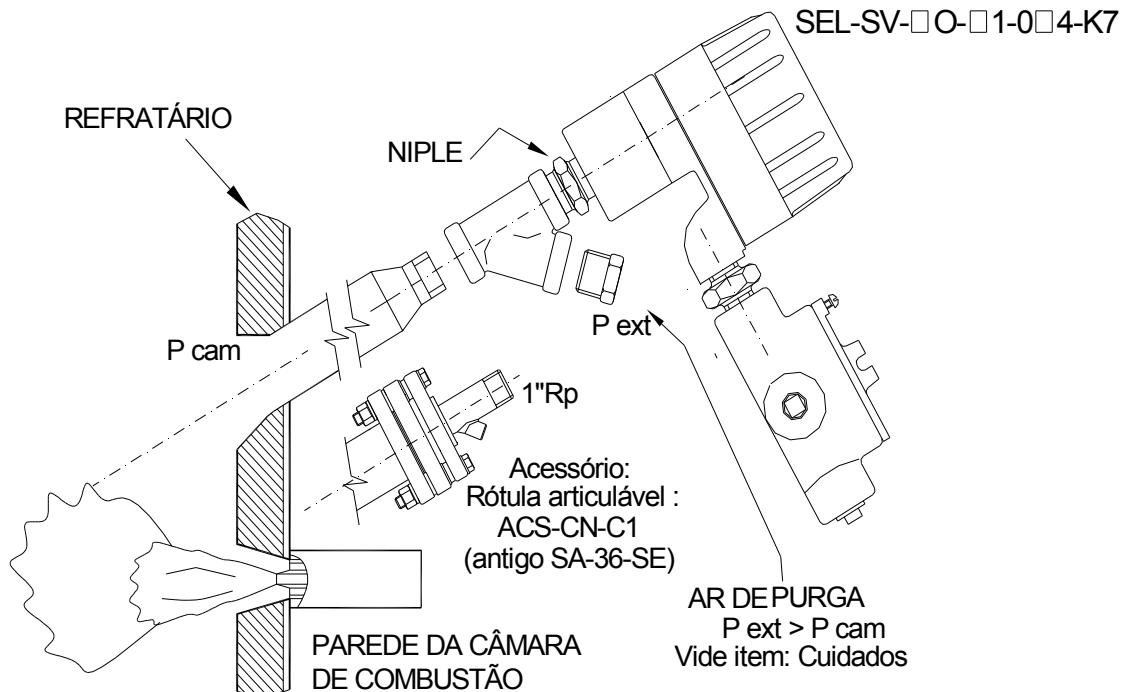 SEL-SV-□O-□1-0□4-K7
REFRATÁRIO
NIPLE
P ext
P cam
1"Rp
Acessório:
Rótula articulável :
ACS-CN-C1
(antigo SA-36-SE)
AR DE PURGA
P ext > P cam
Vide item: Cuidados
PAREDE DA CÂMARA
DE COMBUSTÃO